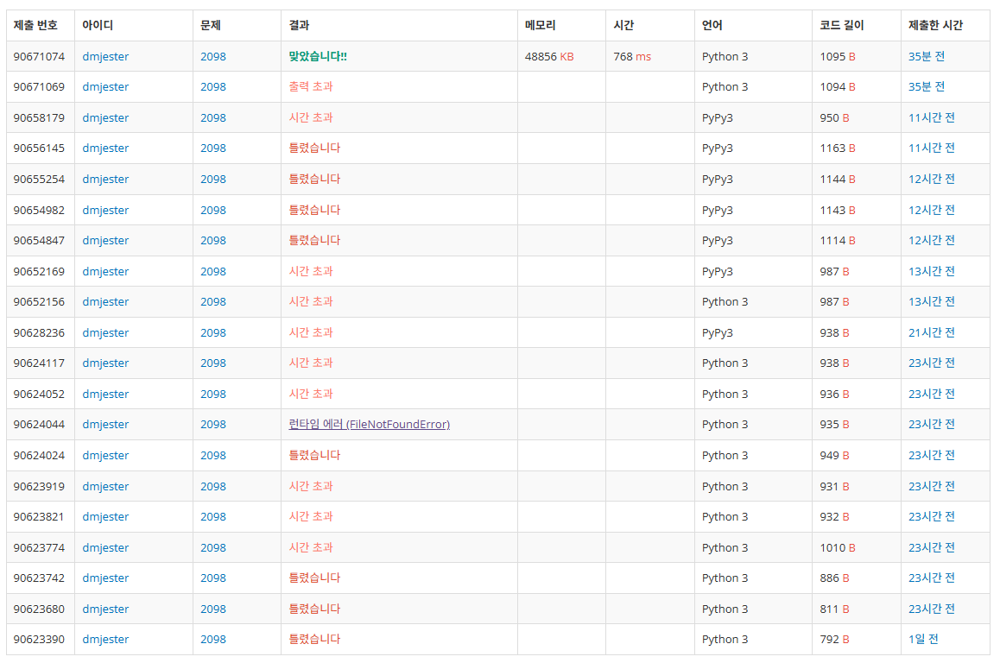 제출 번호 아이디 문제 결과 메모리 시간 언어 코드 길이 제출한 시간
90671074 dmjester 2098 맞았습니다!! 48856 KB 768 ms Python 3 1095 B 35분 전
90671069 dmjester 2098 출력 초과 Python 3 1094 B 35분 전
90658179 dmjester 2098 시간 초과 PyPy3 950 B 11시간 전
90656145 dmjester 2098 틀렸습니다 PyPy3 1163 B 11시간 전
90655254 dmjester 2098 틀렸습니다 PyPy3 1144 B 12시간 전
90654982 dmjester 2098 틀렸습니다 PyPy3 1143 B 12시간 전
90654847 dmjester 2098 틀렸습니다 PyPy3 1114 B 12시간 전
90652169 dmjester 2098 시간 초과 PyPy3 987 B 13시간 전
90652156 dmjester 2098 시간 초과 Python 3 987 B 13시간 전
90628236 dmjester 2098 시간 초과 PyPy3 938 B 21시간 전
90624117 dmjester 2098 시간 초과 Python 3 938 B 23시간 전
90624052 dmjester 2098 시간 초과 Python 3 936 B 23시간 전
90624044 dmjester 2098 런타임 에러 (FileNotFoundError) Python 3 935 B 23시간 전
90624024 dmjester 2098 틀렸습니다 Python 3 949 B 23시간 전
90623919 dmjester 2098 시간 초과 Python 3 931 B 23시간 전
90623821 dmjester 2098 시간 초과 Python 3 932 B 23시간 전
90623774 dmjester 2098 시간 초과 Python 3 1010 B 23시간 전
90623742 dmjester 2098 틀렸습니다 Python 3 886 B 23시간 전
90623680 dmjester 2098 틀렸습니다 Python 3 811 B 23시간 전
90623390 dmjester 2098 틀렸습니다 Python 3 792 B 1일 전